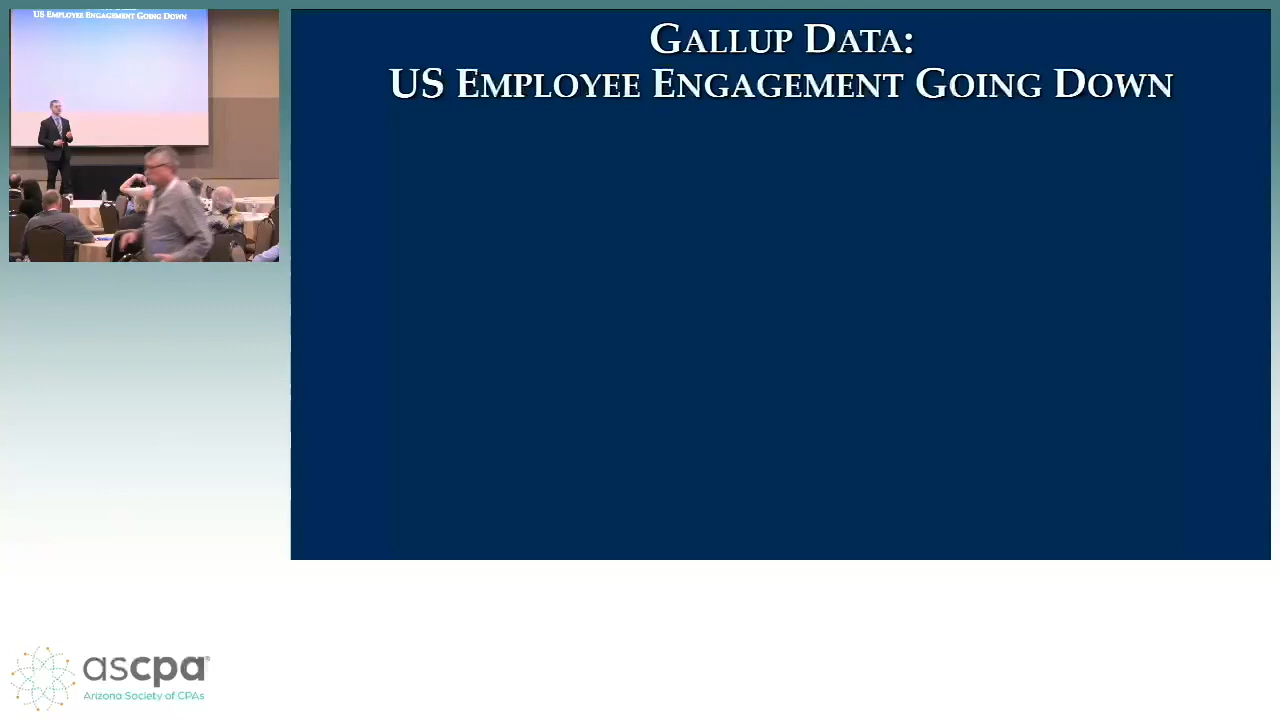 US EMPLOYEE ENGAGEMENT GOING DOWN
GALLUP DATA:
US EMPLOYEE ENGAGEMENT GOING DOWN
ascpa®
Arizona Society of CPAs